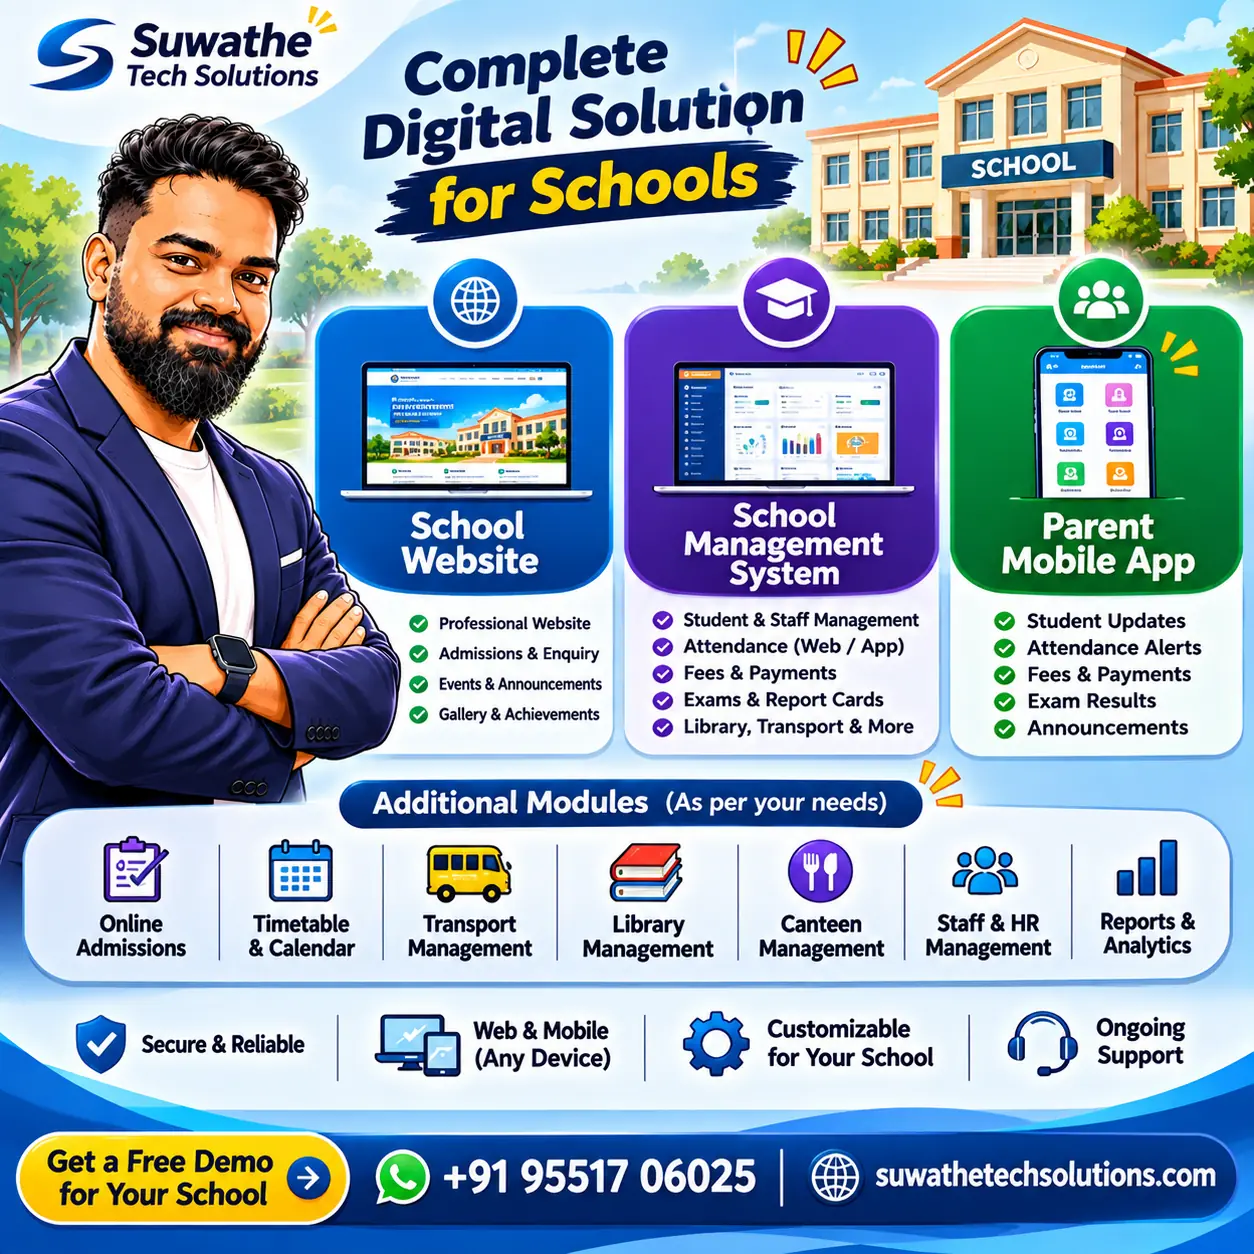 Suwathe
Tech Solutions
Complete
Digital Solution
for Schools
SCHOOL
School
Website
Professional Website
Admissions & Enquiry
Events & Announcements
Gallery & Achievements
School
Management
System
Student & Staff Management
Attendance (Web / App)
Fees & Payments
Exams & Report Cards
Library, Transport & More
Parent
Mobile App
Student Updates
Attendance Alerts
Fees & Payments
Exam Results
Announcements
Additional Modules (As per your needs)
Online
Admissions
Timetable
& Calendar
Transport
Management
Library
Management
Canteen
Management
Staff & HR
Management
Reports &
Analytics
Secure & Reliable
Web & Mobile
(Any Device)
Customizable
for Your School
Ongoing
Support
Get a Free Demo
for Your School
+91 95517 06025
suwathetechsolutions.com